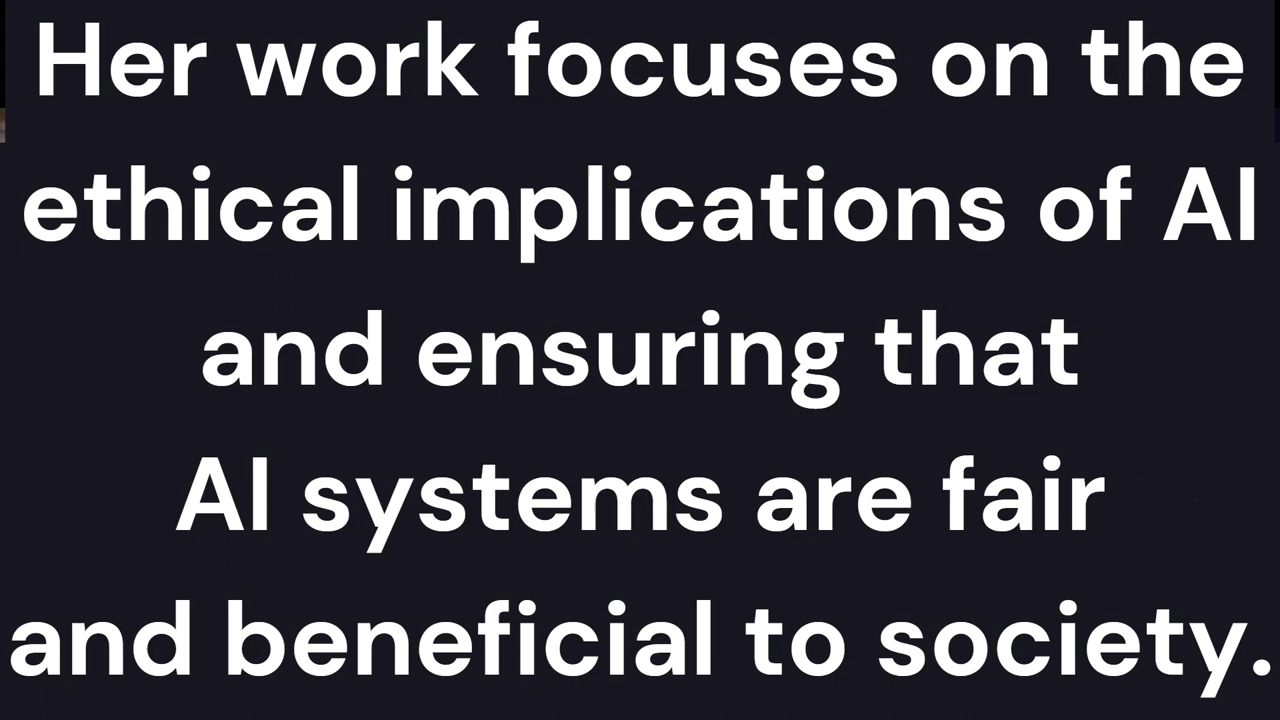 Her work focuses on the
ethical implications of AI
and ensuring that
AI systems are fair
and beneficial to society.